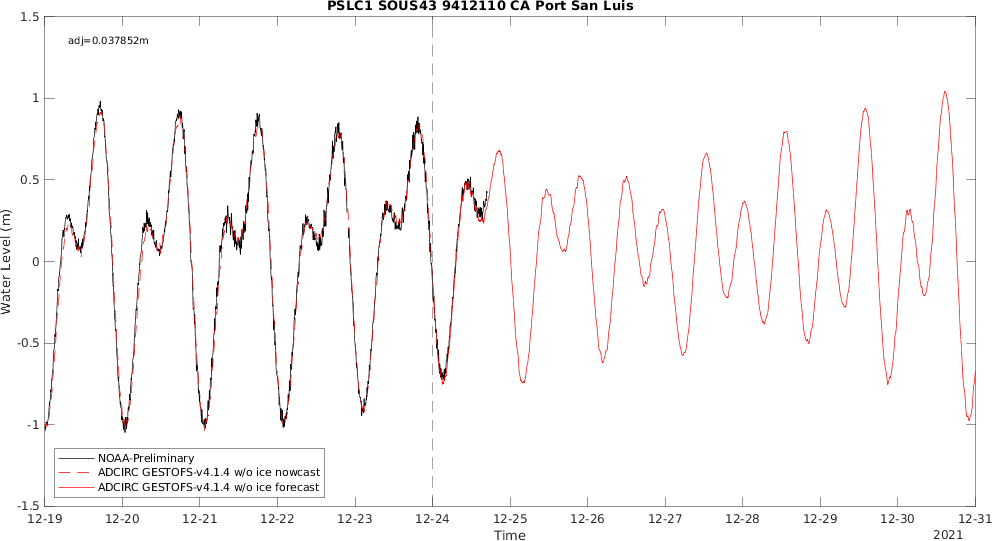 PSLC1 SOUS43 9412110 CA Port San Luis
adj=0.037852m
Water Level (m)
1.5
1
0.5
0
-0.5
-1
-1.5
NOAA-Preliminary
ADCIRC GESTOFS-v4.1.4 w/o ice nowcast
ADCIRC GESTOFS-v4.1.4 w/o ice forecast
12-19 12-20 12-21 12-22 12-23 12-24 12-25 12-26 12-27 12-28 12-29 12-30 12-31
Time
2021